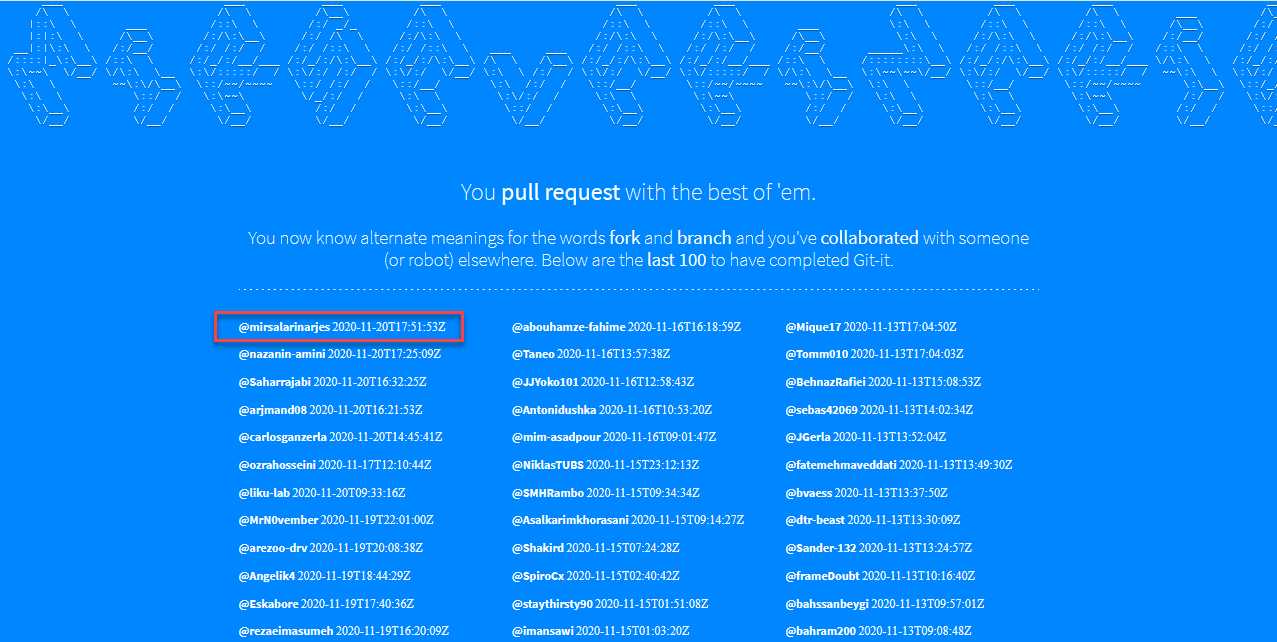 You pull request with the best of 'em.
You now know alternate meanings for the words fork and branch and you've collaborated with someone
(or robot) elsewhere. Below are the last 100 to have completed Git-it.
@mirsalarinarjes 2020-11-20T17:51:53Z
@nazanin-amini 2020-11-20T17:25:09Z
@Saharrajabi 2020-11-20T16:32:25Z
@arjmand08 2020-11-20T16:21:53Z
@carlosganzerla 2020-11-20T14:45:41Z
@ozrahosseini 2020-11-17T12:10:44Z
@liku-lab 2020-11-20T09:33:16Z
@MrN0vember 2020-11-19T22:01:00Z
@arezoo-drv 2020-11-19T20:08:38Z
@Angelik4 2020-11-19T18:44:29Z
@Eskabore 2020-11-19T17:40:36Z
@rezaeimasumeh 2020-11-19T16:20:09Z
@abouhamze-fahime 2020-11-16T16:18:59Z
@Taneo 2020-11-16T13:57:38Z
@JJYoko101 2020-11-16T12:58:43Z
@Antonidushka 2020-11-16T10:53:20Z
@mim-asadpour 2020-11-16T09:01:47Z
@NiklasTUBS 2020-11-15T23:12:13Z
@SMHRambo 2020-11-15T09:34:34Z
@Asalkarimkhorasani 2020-11-15T09:14:27Z
@Shakird 2020-11-15T07:24:28Z
@SpiroCx 2020-11-15T02:40:42Z
@staythirsty90 2020-11-15T01:51:08Z
@imansawi 2020-11-15T01:03:20Z
@Mique17 2020-11-13T17:04:50Z
@Tomm010 2020-11-13T17:04:03Z
@BehnazRafiei 2020-11-13T15:08:53Z
@sebas42069 2020-11-13T14:02:34Z
@JGerla 2020-11-13T13:52:04Z
@fatemehmaveddati 2020-11-13T13:49:30Z
@bvaess 2020-11-13T13:37:50Z
@dtr-beast 2020-11-13T13:30:09Z
@Sander-132 2020-11-13T13:24:57Z
@frameDoubt 2020-11-13T10:16:40Z
@bahssanbeygi 2020-11-13T09:57:01Z
@bahram200 2020-11-13T09:08:48Z